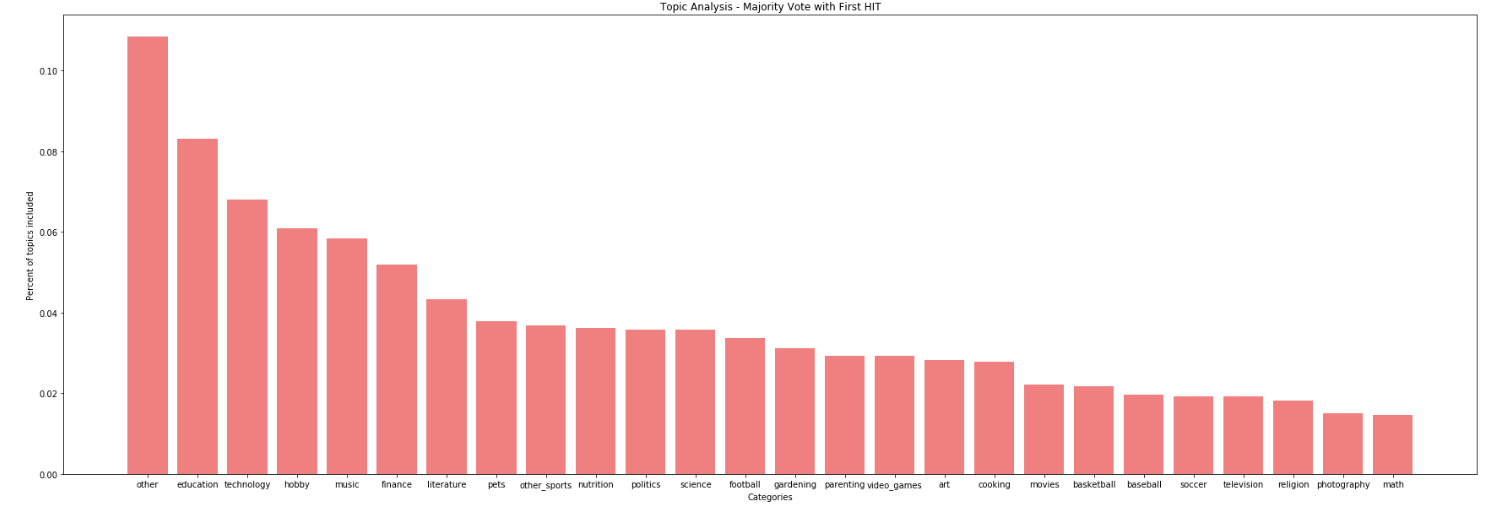 Topic Analysis - Majority Vote with First HIT
Percent of topics included
0.10
0.08
0.06
0.04
0.02
0.00
other education technology hobby music finance literature pets other_sports nutrition politics science football gardening parenting video_games art cooking movies basketball baseball soccer television religion photography math
Categories